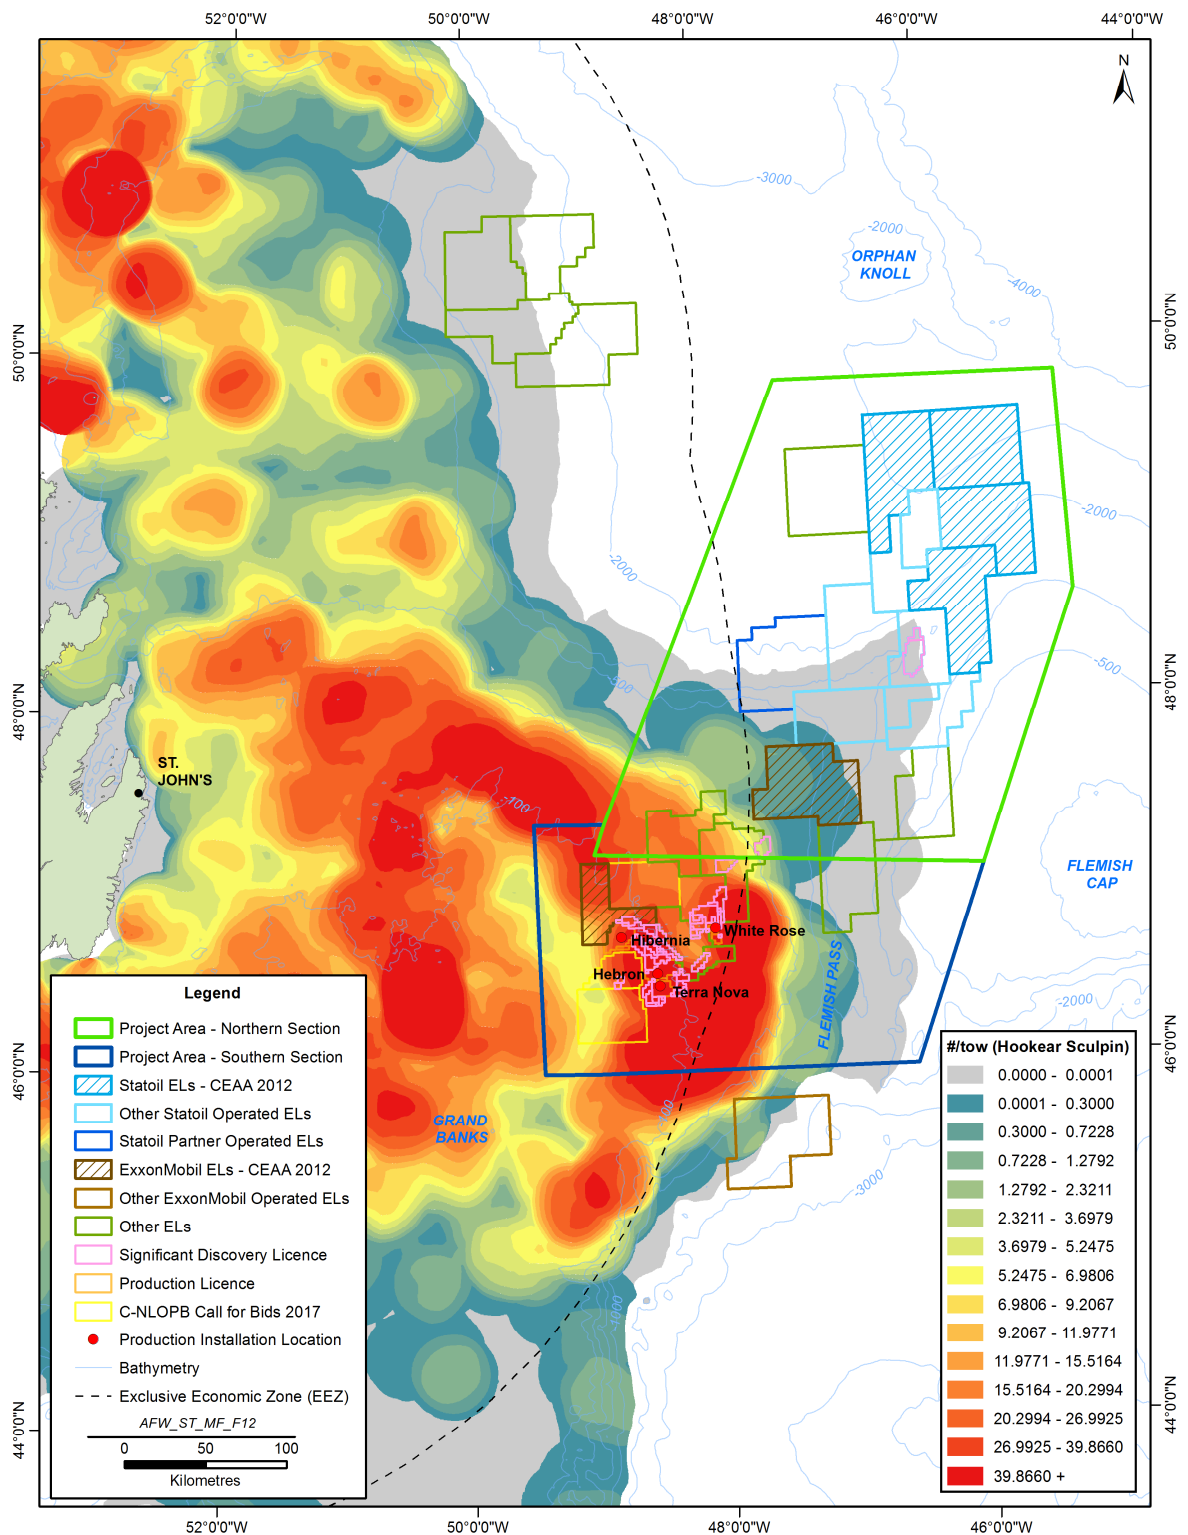 52°0'0"W 50°0'0"W 48°0'0"W 46°0'0"W 44°0'0"W
N
-3000
-2000
ORPHAN
KNOLL
-4000
50°0'0"N
50°0'0"N
-2000
-2000
-500
48°0'0"N
-500
48°0'0"N
ST.
JOHN'S
-100
FLEMISH
CAP
White Rose
Hibernia
Hebron
Terra Nova
FLEMISH PASS
-2000
46°0'0"N
46°0'0"N
-100
GRAND
BANKS
-3000
-1000
44°0'0"N
44°0'0"N
Legend
Project Area - Northern Section
Project Area - Southern Section
Statoil ELs - CEAA 2012
Other Statoil Operated ELs
Statoil Partner Operated ELs
ExxonMobil ELs - CEAA 2012
Other ExxonMobil Operated ELs
Other ELs
Significant Discovery Licence
Production Licence
C-NLOPB Call for Bids 2017
Production Installation Location
Bathymetry
Exclusive Economic Zone (EEZ)
AFW_ST_MF_F12
0 50 100
Kilometres
#/tow (Hookear Sculpin)
0.0000 - 0.0001
0.0001 - 0.3000
0.3000 - 0.7228
0.7228 - 1.2792
1.2792 - 2.3211
2.3211 - 3.6979
3.6979 - 5.2475
5.2475 - 6.9806
6.9806 - 9.2067
9.2067 - 11.9771
11.9771 - 15.5164
15.5164 - 20.2994
20.2994 - 26.9925
26.9925 - 39.8660
39.8660 +
52°0'0"W 50°0'0"W 48°0'0"W 46°0'0"W